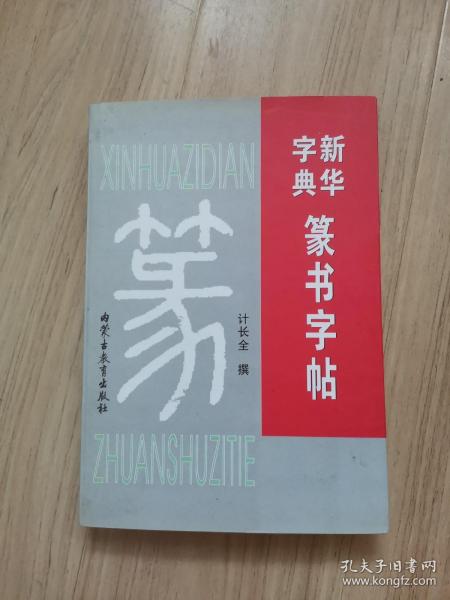 XINHUAZIDIAN
新华
字典
篆书字帖
篆
计长全 撰
内蒙古教育出版社
ZHUANSHUZITIE
孔夫子旧书网
www.kongfz.com